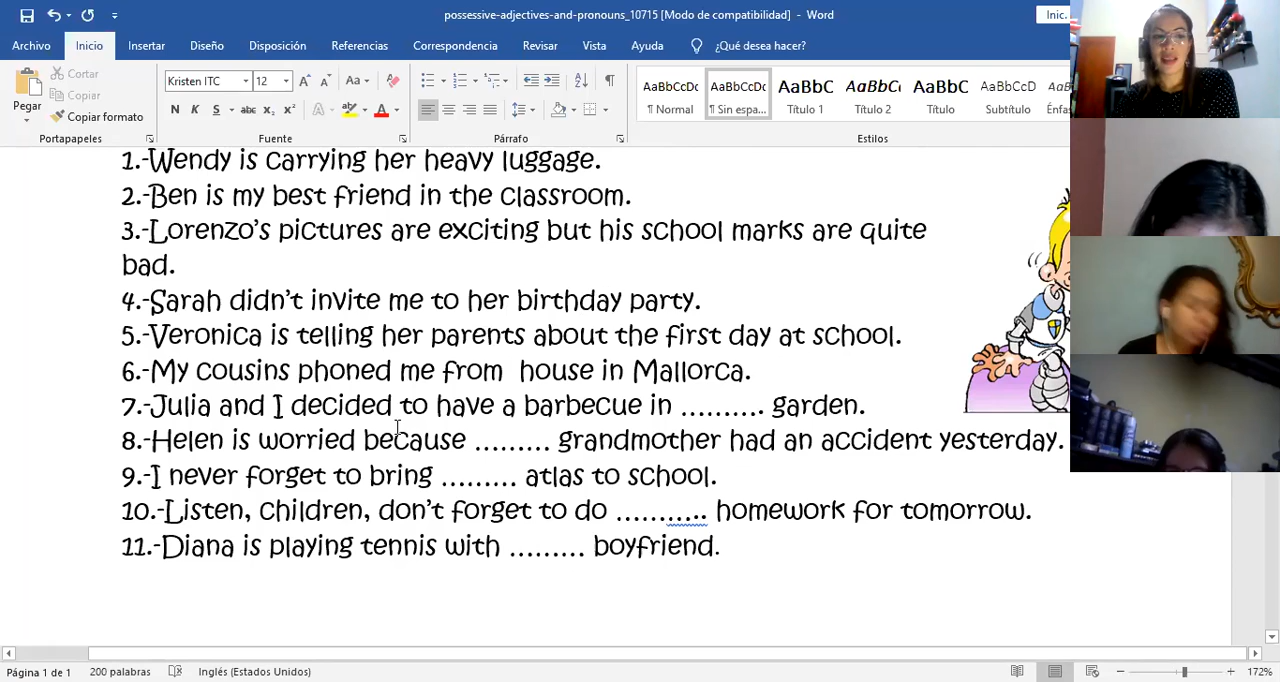 possessive-adjectives-and-pronouns_10715 [Modo de compatibilidad] - Word
Inic.
Archivo Inicio Insertar Diseño Disposición Referencias Correspondencia Revisar Vista Ayuda ¿Qué desea hacer?
Pegar
Cortar
Copiar
Copiar formato
Portapapeles
Kristen ITC 12
Aa
N K S abc x₂ x²
A A
Fuente
Párrafo
AaBbCcDc AaBbCcDc AaBbC AaBbCc AaBbC AaBbCcD
¶ Normal ¶ Sin espa... Título 1 Título 2 Título Subtítulo
Estilos
1.-Wendy is carrying her heavy luggage.
2.-Ben is my best friend in the classroom.
3.-Lorenzo's pictures are exciting but his school marks are quite
bad.
4.-Sarah didn't invite me to her birthday party.
5.-Veronica is telling her parents about the first day at school.
6.-My cousins phoned me from house in Mallorca.
7.-Julia and I decided to have a barbecue in ………. garden.
8.-Helen is worried because ……… grandmother had an accident yesterday.
9.-I never forget to bring ……… atlas to school.
10.-Listen, children, don't forget to do ……….. homework for tomorrow.
11.-Diana is playing tennis with ……… boyfriend.
Página 1 de 1 200 palabras Inglés (Estados Unidos) 172%